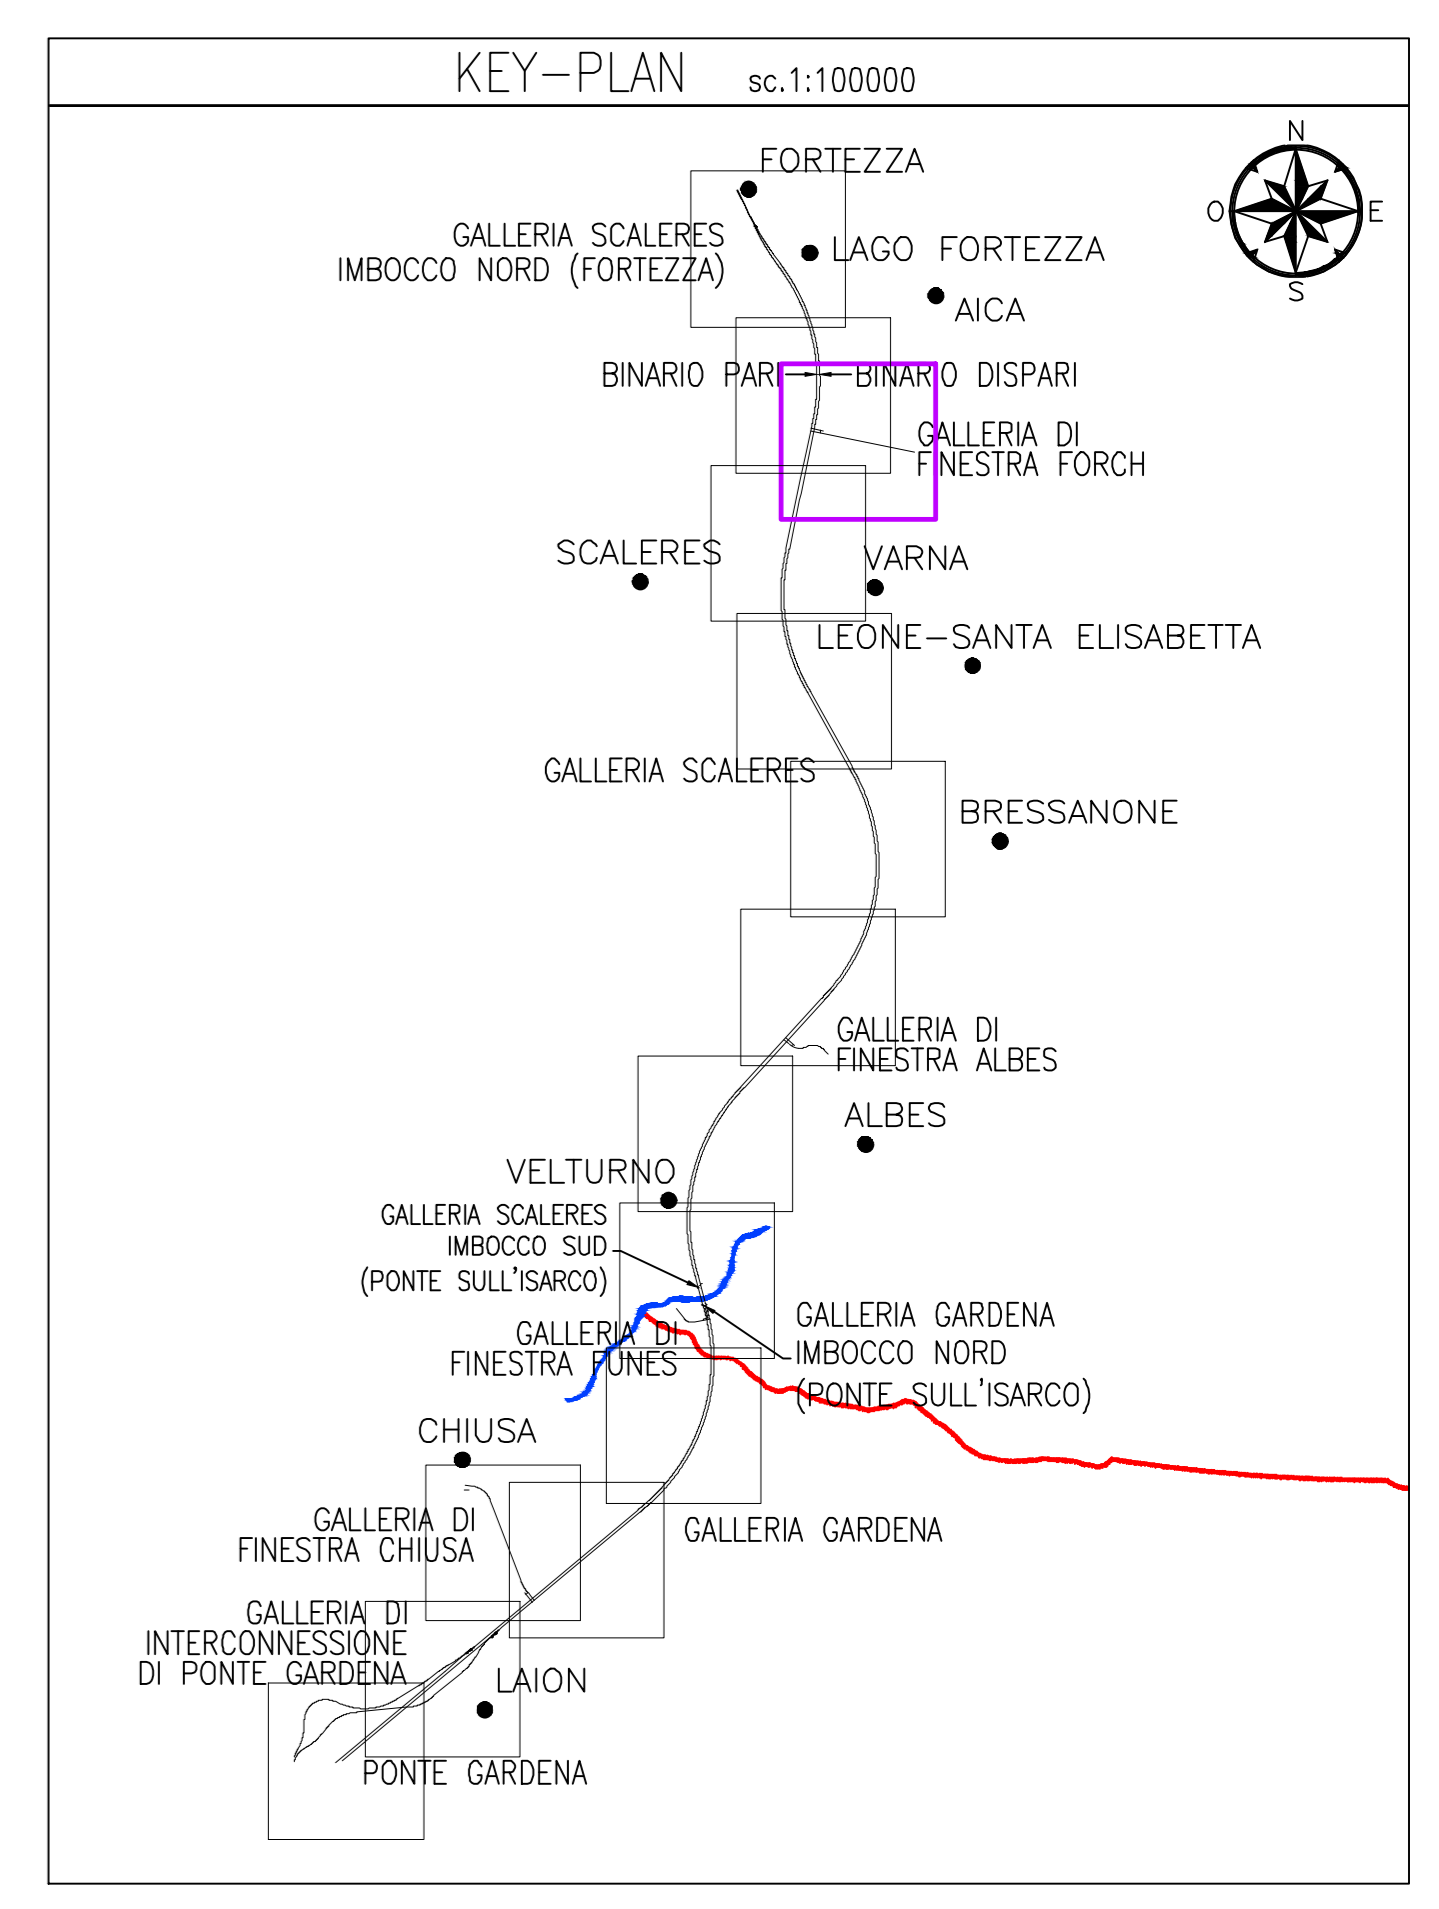 KEY-PLAN sc.1:100000
N
O
E
S
FORTEZZA
GALLERIA SCALERES
IMBOCCO NORD (FORTEZZA)
LAGO FORTEZZA
AICA
BINARIO PARI
BINARIO DISPARI
GALLERIA DI
FINESTRA FORCH
SCALERES
VARNA
LEONE-SANTA ELISABETTA
GALLERIA SCALERES
BRESSANONE
GALLERIA DI
FINESTRA ALBES
ALBES
VELTURNO
GALLERIA SCALERES
IMBOCCO SUD
(PONTE SULL'ISARCO)
GALLERIA GARDENA
IMBOCCO NORD
(PONTE SULL'ISARCO)
GALLERIA DI
FINESTRA FUNES
CHIUSA
GALLERIA DI
FINESTRA CHIUSA
GALLERIA GARDENA
GALLERIA DI
INTERCONNESSIONE
DI PONTE GARDENA
LAION
PONTE GARDENA